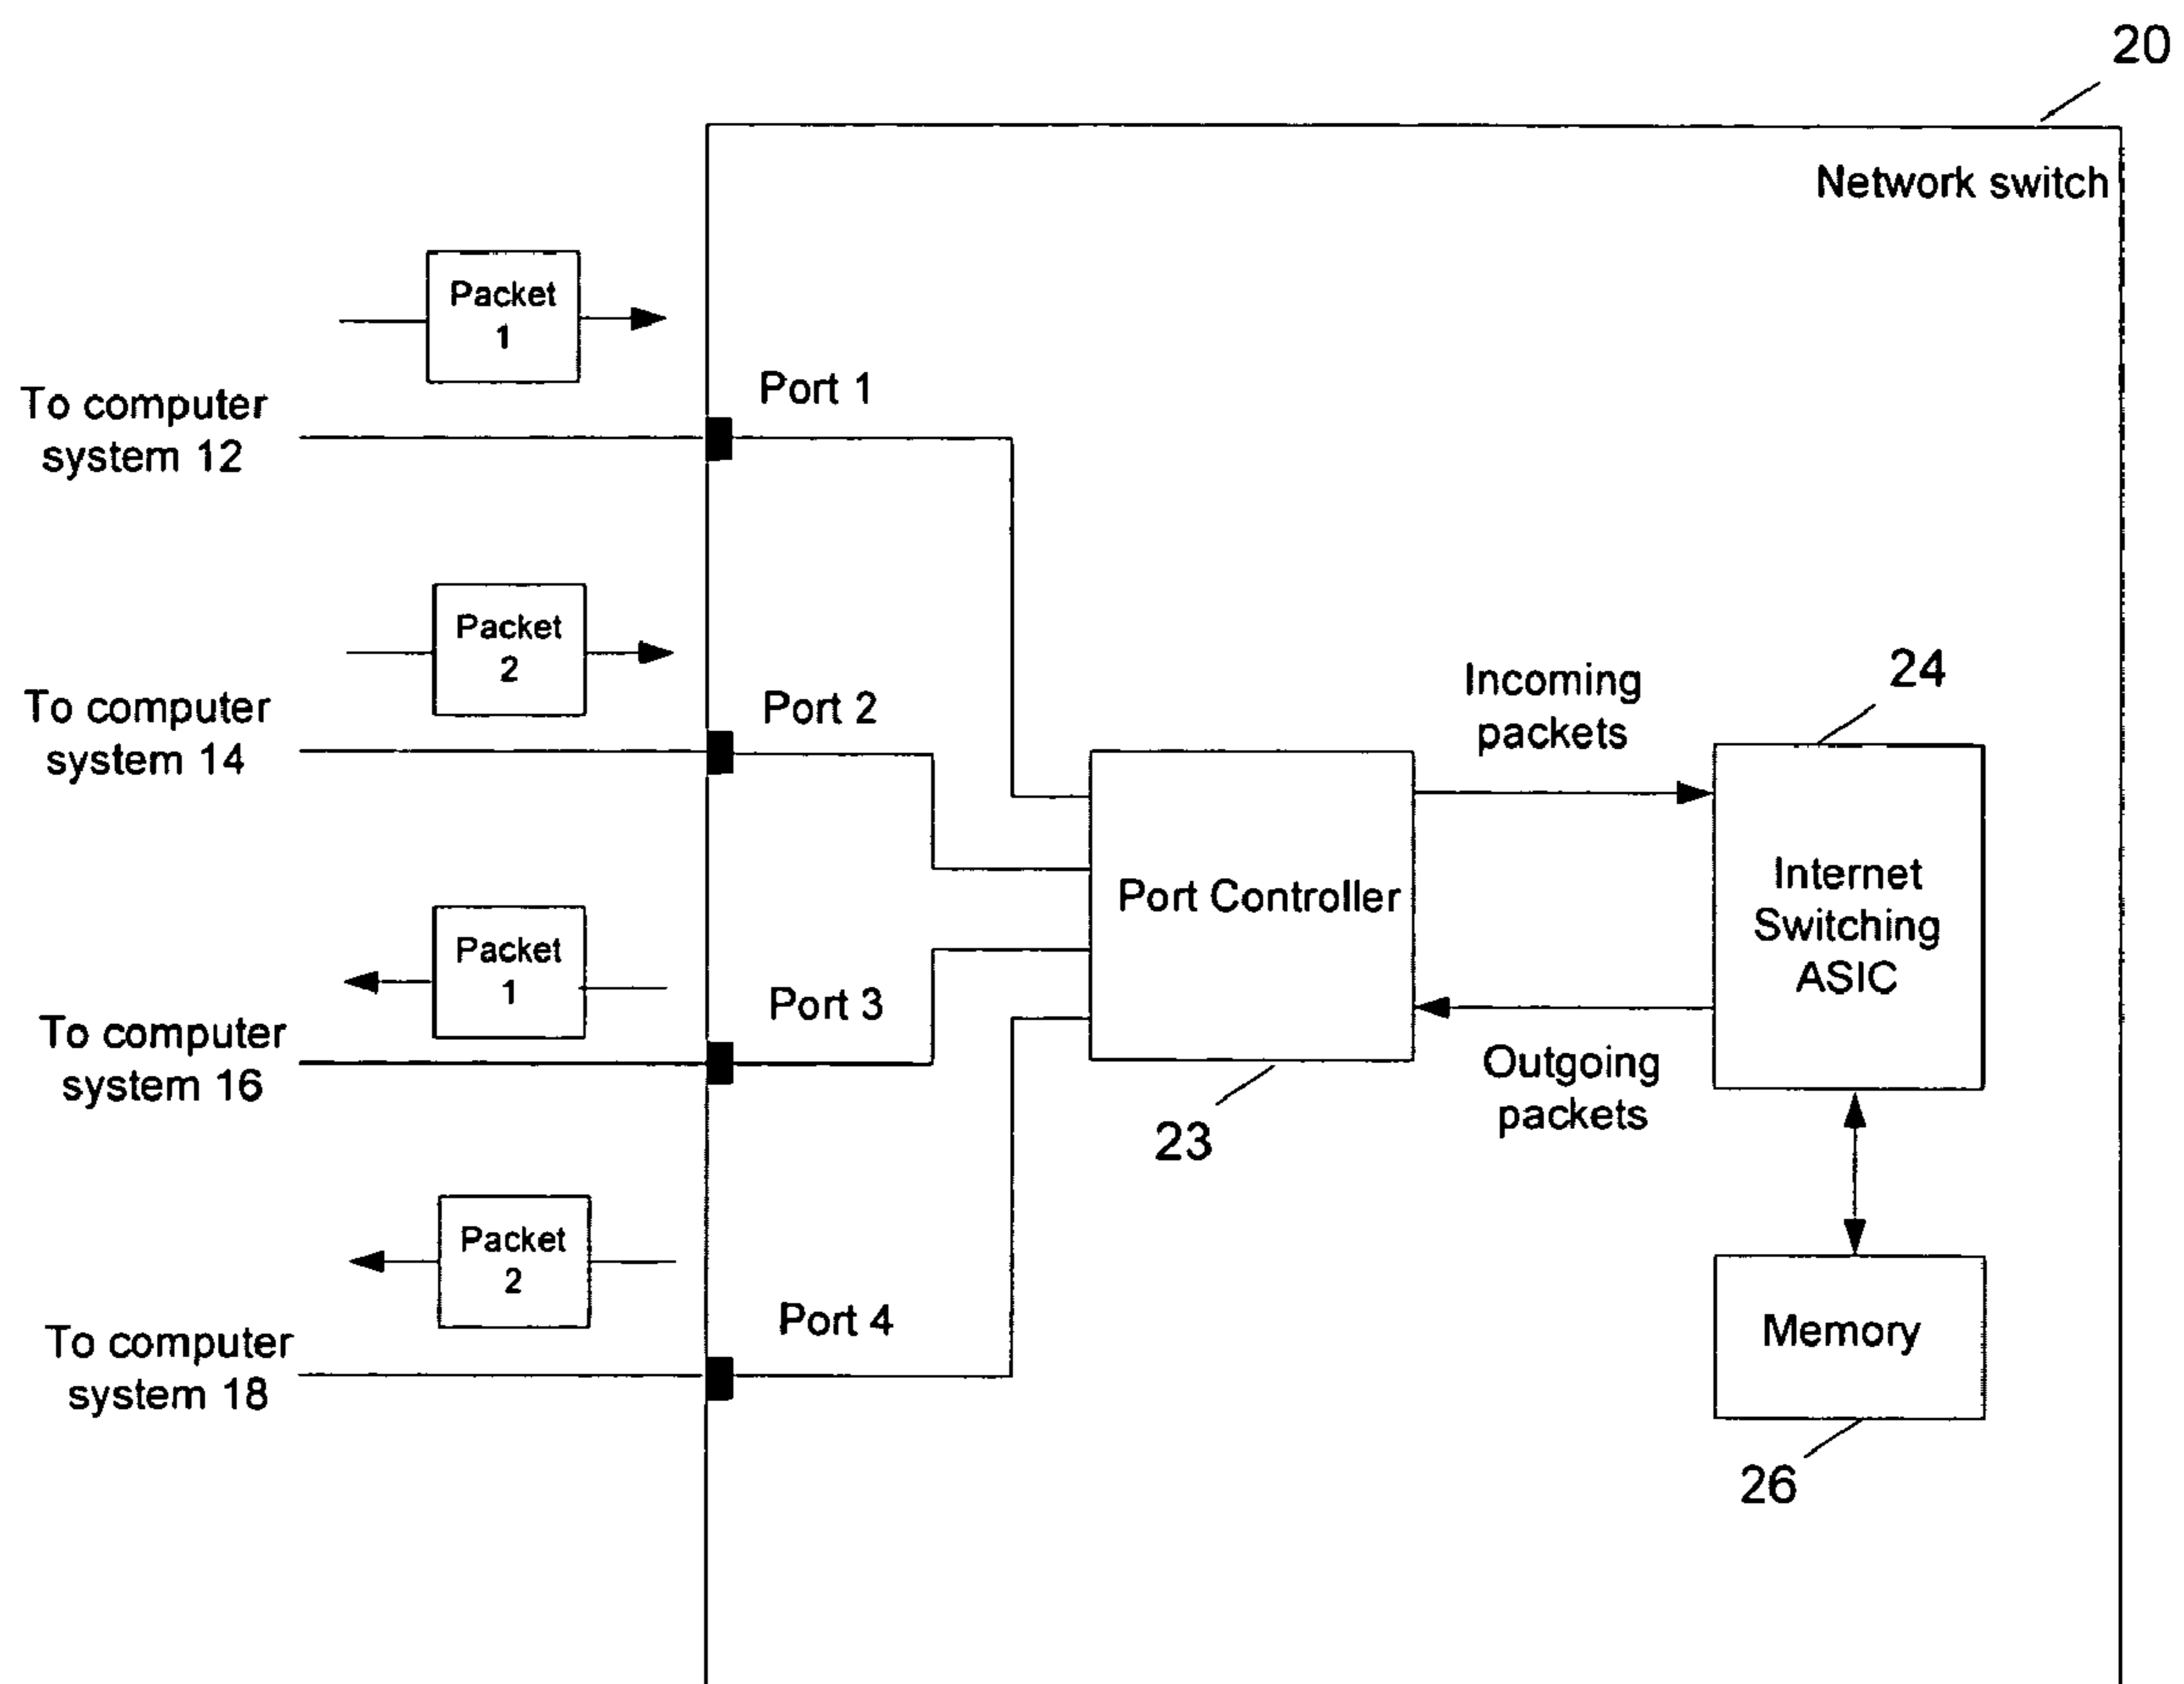 20
Network switch
Packet
1
To computer
system 12
Port 1
Packet
2
To computer
system 14
Port 2
Incoming
packets
24
Port Controller
Internet
Switching
ASIC
Packet
1
To computer
system 16
Port 3
23
Outgoing
packets
Packet
2
To computer
system 18
Port 4
Memory
26